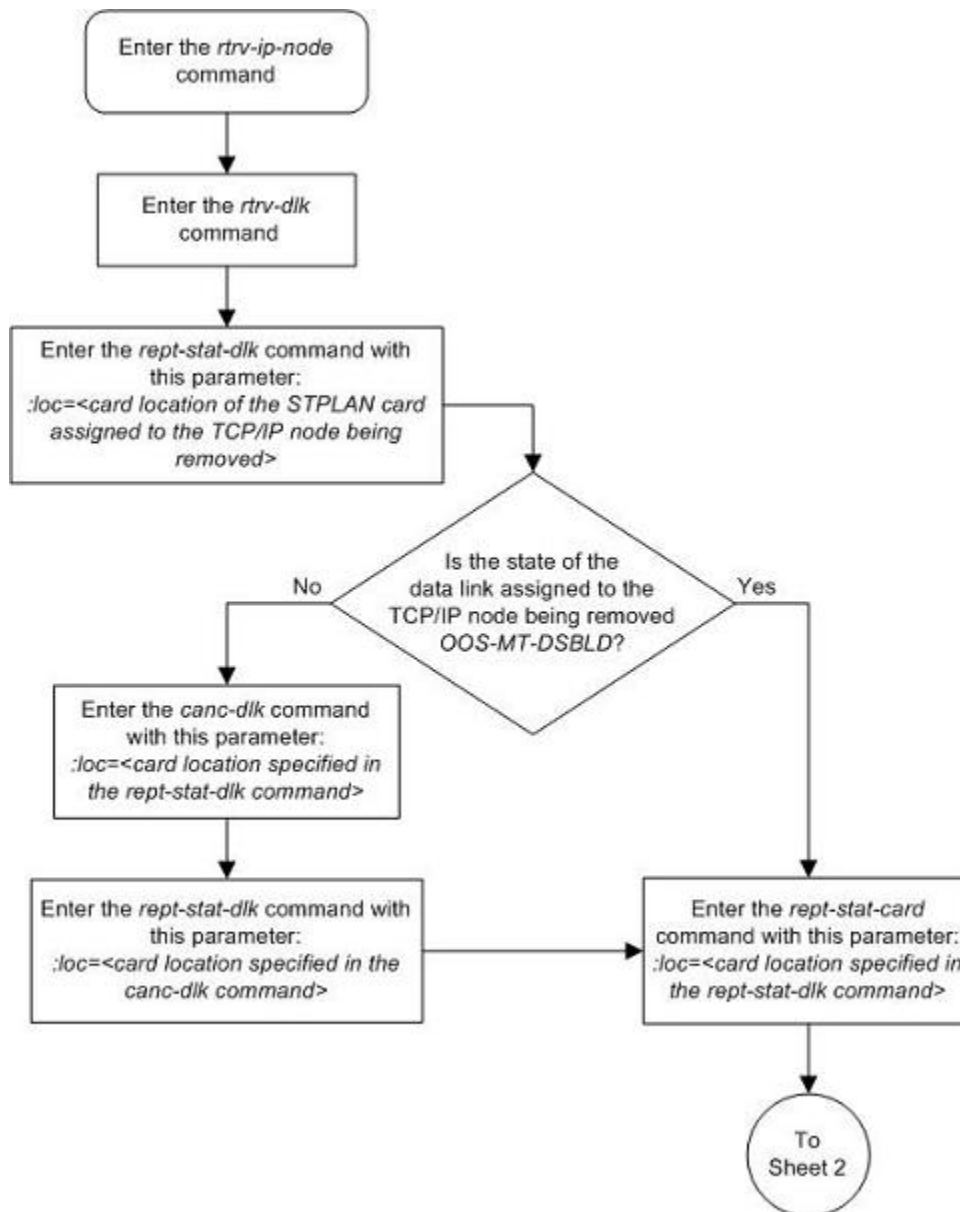 Enter the rtrv-ip-node
command
Enter the rtrv-dlk
command
Enter the rept-stat-dlk command with
this parameter:
:loc=<card location of the STPLAN card
assigned to the TCP/IP node being
removed>
Is the state of the
data link assigned to the
TCP/IP node being removed
OOS-MT-DSBLD?
No
Yes
Enter the canc-dlk command
with this parameter:
:loc=<card location specified in
the rept-stat-dlk command>
Enter the rept-stat-dlk command with
this parameter:
:loc=<card location specified in the
canc-dlk command>
Enter the rept-stat-card
command with this parameter:
:loc=<card location specified in
the rept-stat-dlk command>
To
Sheet 2